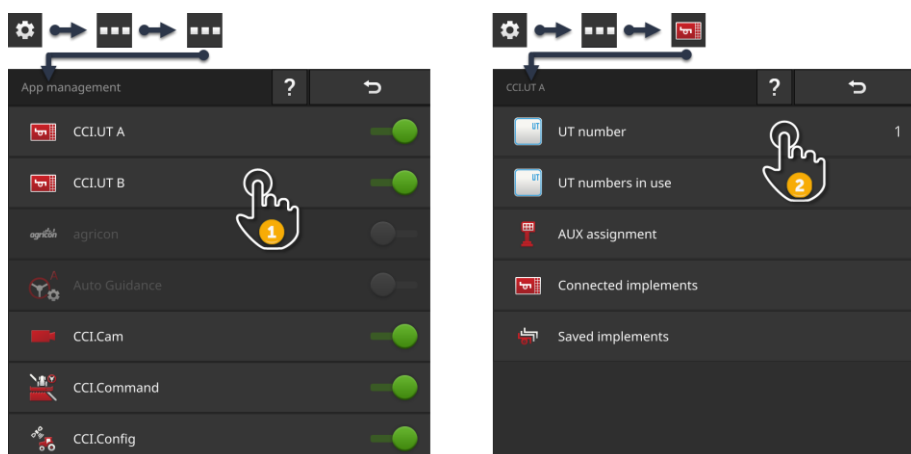 App management
?
CCI.UT A
CCI.UT B
1
agricon agricon
Auto Guidance
CCI.Cam
CCI.Command
CCI.Config
CCI.UT A
?
UT UT number 1
2
UT UT numbers in use
AUX assignment
Connected implements
Saved implements